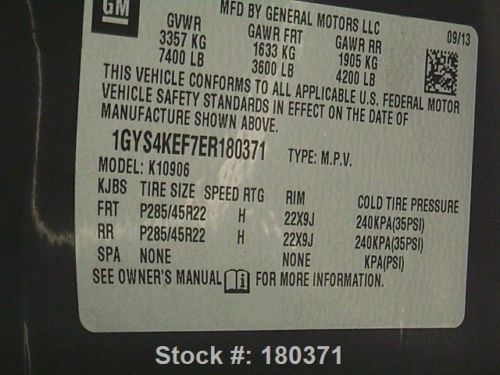 GM
MFD BY GENERAL MOTORS LLC
09/13
GVWR GAWR FRT GAWR RR
3357 KG 1633 KG 1905 KG
7400 LB 3600 LB 4200 LB
THIS VEHICLE CONFORMS TO ALL APPLICABLE U.S. FEDERAL MOTOR
VEHICLE SAFETY STANDARDS IN EFFECT ON THE DATE OF
MANUFACTURE SHOWN ABOVE.
1GYS4KEF7ER180371 TYPE: M.P.V.
MODEL: K10906
KJBS TIRE SIZE SPEED RTG RIM COLD TIRE PRESSURE
FRT P285/45R22 H 22X9J 240KPA(35PSI)
RR P285/45R22 H 22X9J 240KPA(35PSI)
SPA NONE NONE KPA(PSI)
SEE OWNER'S MANUAL i FOR MORE INFORMATION.
Stock #: 180371